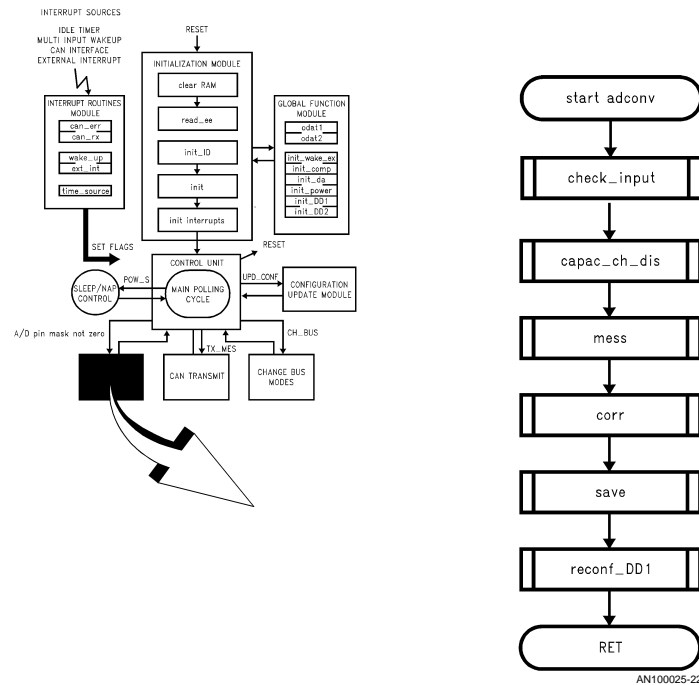 INTERRUPT SOURCES
IDLE TIMER
MULTI INPUT WAKEUP
CAN INTERFACE
EXTERNAL INTERRUPT
INTERRUPT ROUTINES
MODULE
can_err
can_rx
wake_up
ext_int
time_source
SET FLAGS
RESET
INITIALIZATION MODULE
clear RAM
read_ee
init_ID
init
init interrupts
GLOBAL FUNCTION
MODULE
odat1
odat2
init_wake_ex
init_comp
init_da
init_power
init_DD1
init_DD2
RESET
CONTROL UNIT
MAIN POLLING
CYCLE
POW_S
SLEEP/NAP
CONTROL
UPD_CONF
CONFIGURATION
UPDATE MODULE
A/D pin mask not zero
TX_MES
CH_BUS
CAN TRANSMIT
CHANGE BUS
MODES
start adconv
check_input
capac_ch_dis
mess
corr
save
reconf_DD1
RET
AN100025-22